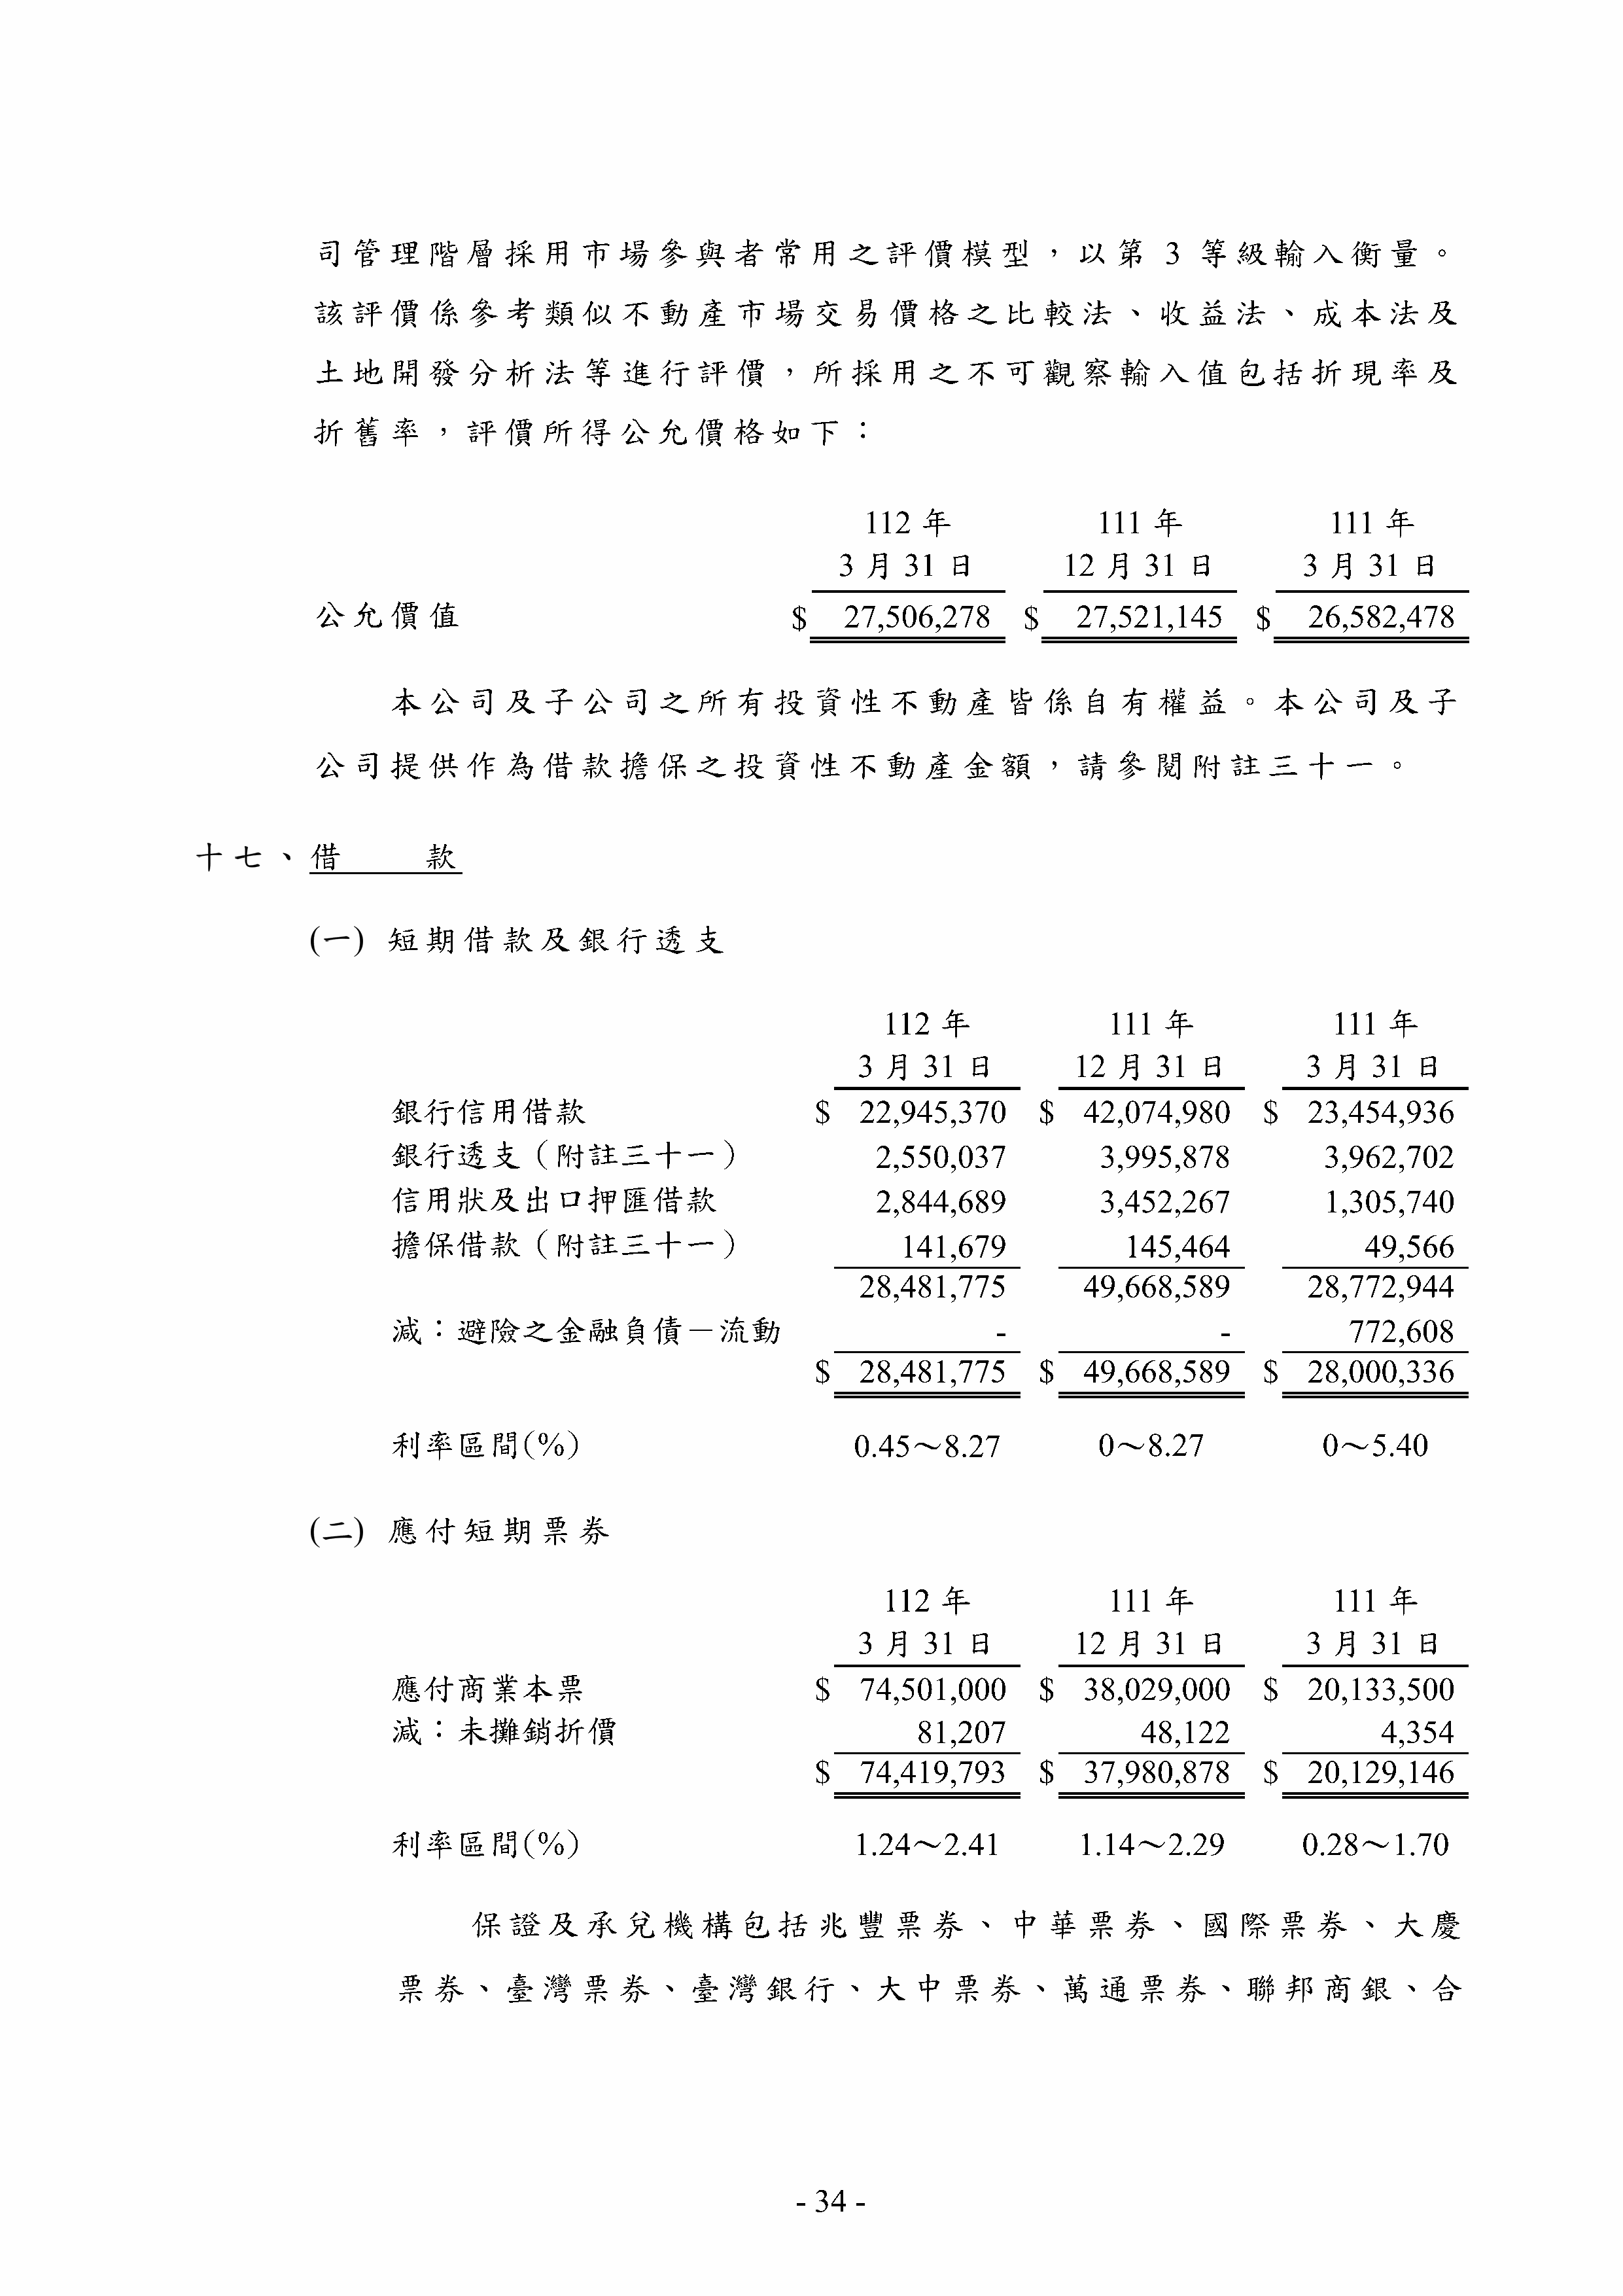 司管理階層採用市場參與者常用之評價模型，以第 3 等級輸入衡量。
該評價係參考類似不動產市場交易價格之比較法、收益法、成本法及
土地開發分析法等進行評價，所採用之不可觀察輸入值包括折現率及
折舊率，評價所得公允價格如下：
112 年 111 年 111 年
3 月 31 日 12 月 31 日 3 月 31 日
公允價值 $ 27,506,278 $ 27,521,145 $ 26,582,478
本公司及子公司之所有投資性不動產皆係自有權益。本公司及子
公司提供作為借款擔保之投資性不動產金額，請參閱附註三十一。
十七、借 款
(一) 短期借款及銀行透支
112 年 111 年 111 年
3 月 31 日 12 月 31 日 3 月 31 日
銀行信用借款 $ 22,945,370 $ 42,074,980 $ 23,454,936
銀行透支（附註三十一） 2,550,037 3,995,878 3,962,702
信用狀及出口押匯借款 2,844,689 3,452,267 1,305,740
擔保借款（附註三十一） 141,679 145,464 49,566
28,481,775 49,668,589 28,772,944
減：避險之金融負債－流動 - - 772,608
$ 28,481,775 $ 49,668,589 $ 28,000,336
利率區間(%) 0.45～8.27 0～8.27 0～5.40
(二) 應付短期票券
112 年 111 年 111 年
3 月 31 日 12 月 31 日 3 月 31 日
應付商業本票 $ 74,501,000 $ 38,029,000 $ 20,133,500
減：未攤銷折價 81,207 48,122 4,354
$ 74,419,793 $ 37,980,878 $ 20,129,146
利率區間(%) 1.24～2.41 1.14～2.29 0.28～1.70
保證及承兌機構包括兆豐票券、中華票券、國際票券、大慶
票券、臺灣票券、臺灣銀行、大中票券、萬通票券、聯邦商銀、合
- 34 -